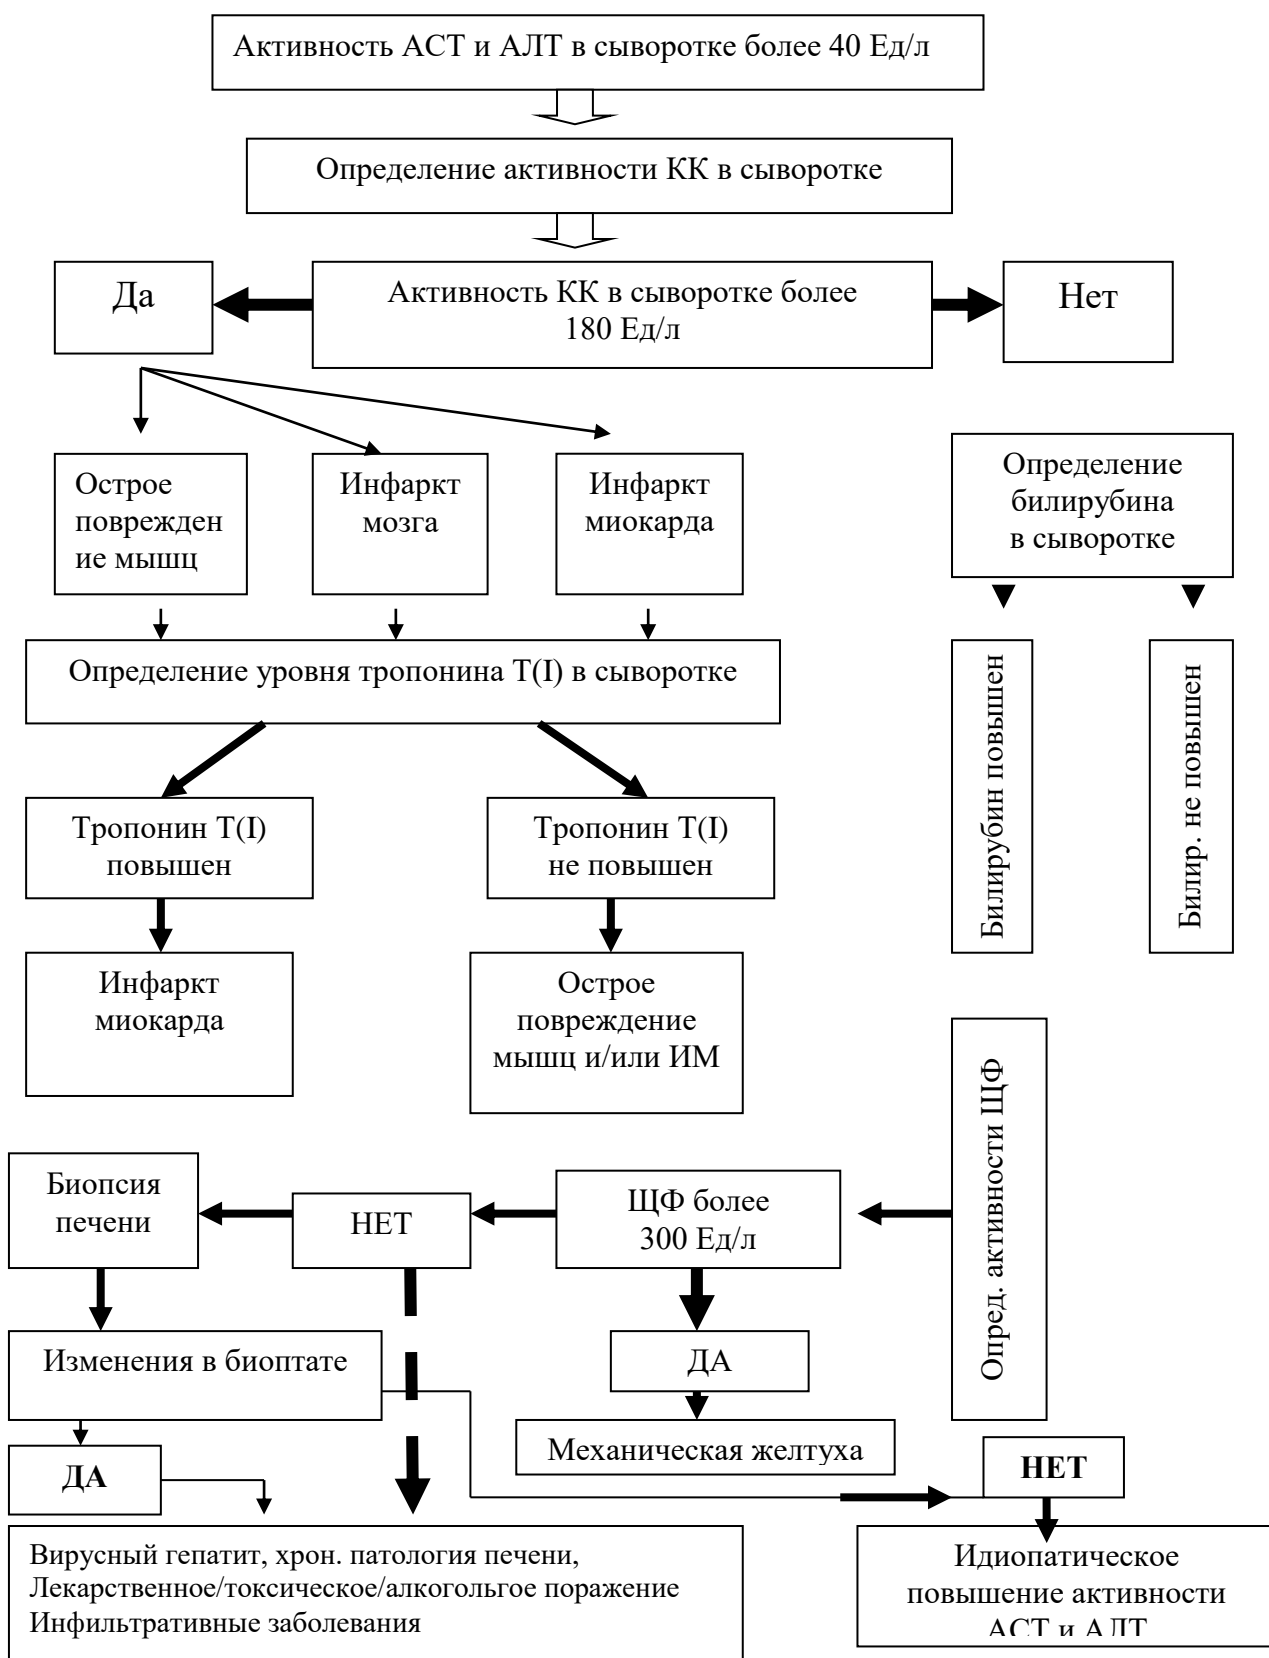 Активность АСТ и АЛТ в сыворотке более 40 Ед/л
Определение активности КК в сыворотке
Да
Активность КК в сыворотке более
180 Ед/л
Нет
Острое
поврежден
ие мышц
Инфаркт
мозга
Инфаркт
миокарда
Определение
билирубина
в сыворотке
Определение уровня тропонина Т(I) в сыворотке
Билирубин повышен
Билир. не повышен
Тропонин Т(I)
повышен
Тропонин Т(I)
не повышен
Инфаркт
миокарда
Острое
повреждение
мышц и/или ИМ
Опред. активности ЩФ
Биопсия
печени
НЕТ
ЩФ более
300 Ед/л
Изменения в биоптате
ДА
Механическая желтуха
ДА
НЕТ
Вирусный гепатит, хрон. патология печени,
Лекарственное/токсическое/алкогольгое поражение
Инфильтративные заболевания
Идиопатическое
повышение активности
АСТ и АЛТ